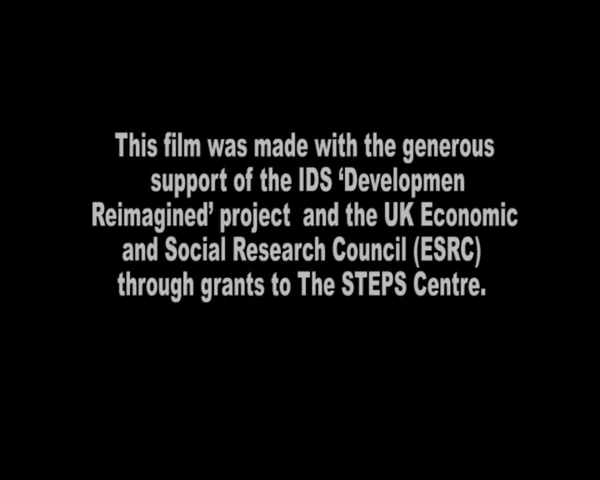 This film was made with the generous
support of the IDS ‘Developmen
Reimagined’ project  and the UK Economic
and Social Research Council (ESRC)
through grants to The STEPS Centre.